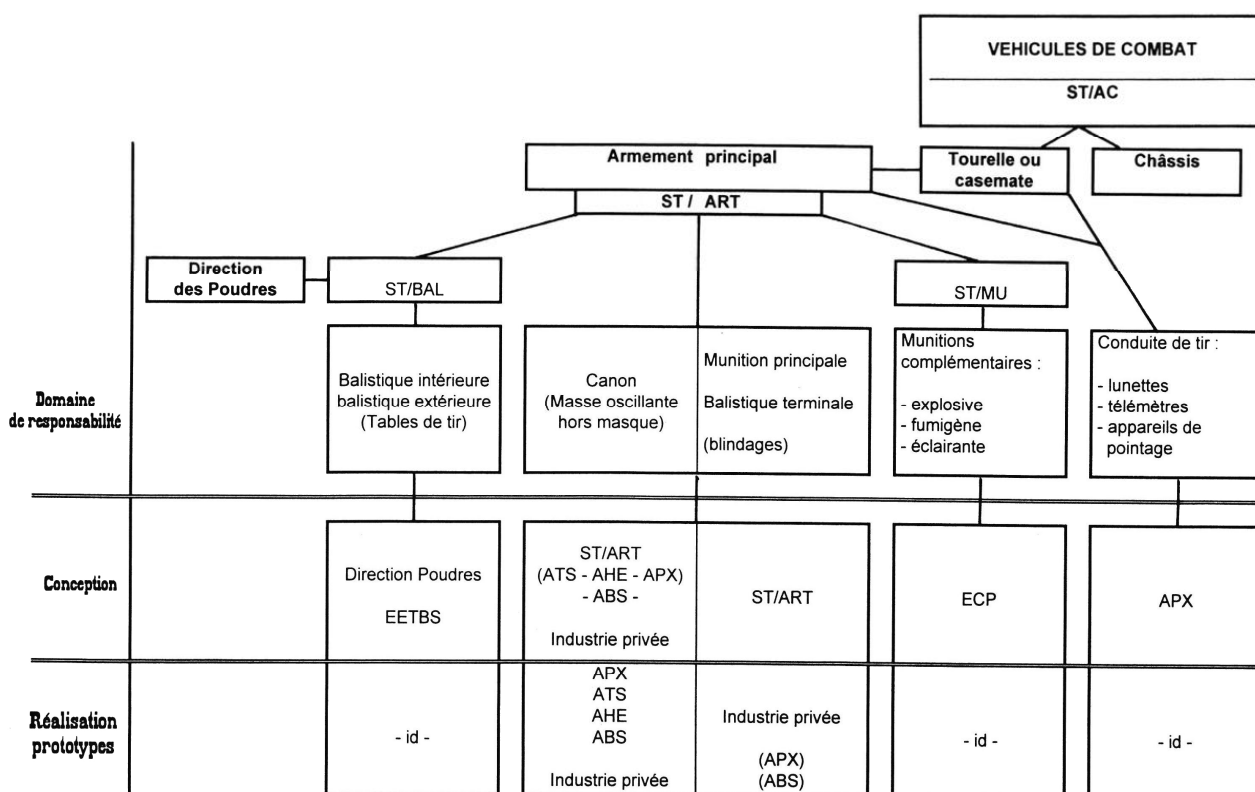 VEHICULES DE COMBAT
ST/AC
Armement principal
Tourelle ou
casemate
Châssis
ST / ART
Direction
des Poudres
ST/BAL
ST/MU
Domaine
de responsabilité
Balistique intérieure
balistique extérieure
(Tables de tir)
Canon
(Masse oscillante
hors masque)
Munition principale
Balistique terminale
(blindages)
Munitions
complémentaires :
- explosive
- fumigène
- éclairante
Conduite de tir :
- lunettes
- télémètres
- appareils de
pointage
Conception
Direction Poudres
EETBS
ST/ART
(ATS - AHE - APX)
- ABS -
Industrie privée
ST/ART
ECP
APX
Réalisation
prototypes
- id -
APX
ATS
AHE
ABS
Industrie privée
Industrie privée
(APX)
(ABS)
- id -
- id -